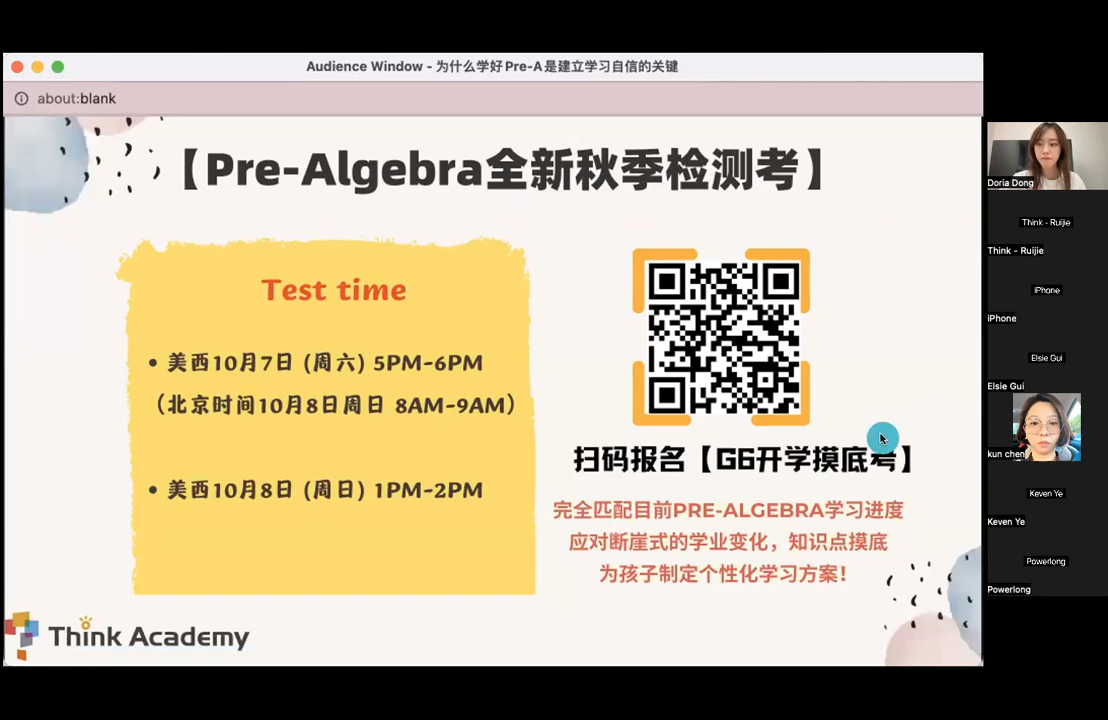 Audience Window - 为什么学好Pre-A是建立学习自信的关键
about:blank
【Pre-Algebra全新秋季检测考】
Test time
• 美西10月7日 (周六) 5PM-6PM
（北京时间10月8日周日 8AM-9AM）
• 美西10月8日 (周日) 1PM-2PM
扫码报名【G6开学摸底考】
完全匹配目前PRE-ALGEBRA学习进度
应对断崖式的学业变化，知识点摸底
为孩子制定个性化学习方案！
Think Academy
Doria Dong
Think - Ruijie
Think - Ruijie
iPhone
iPhone
Elsie Gui
Elsie Gui
kun chen
Keven Ye
Keven Ye
Powerlong
Powerlong